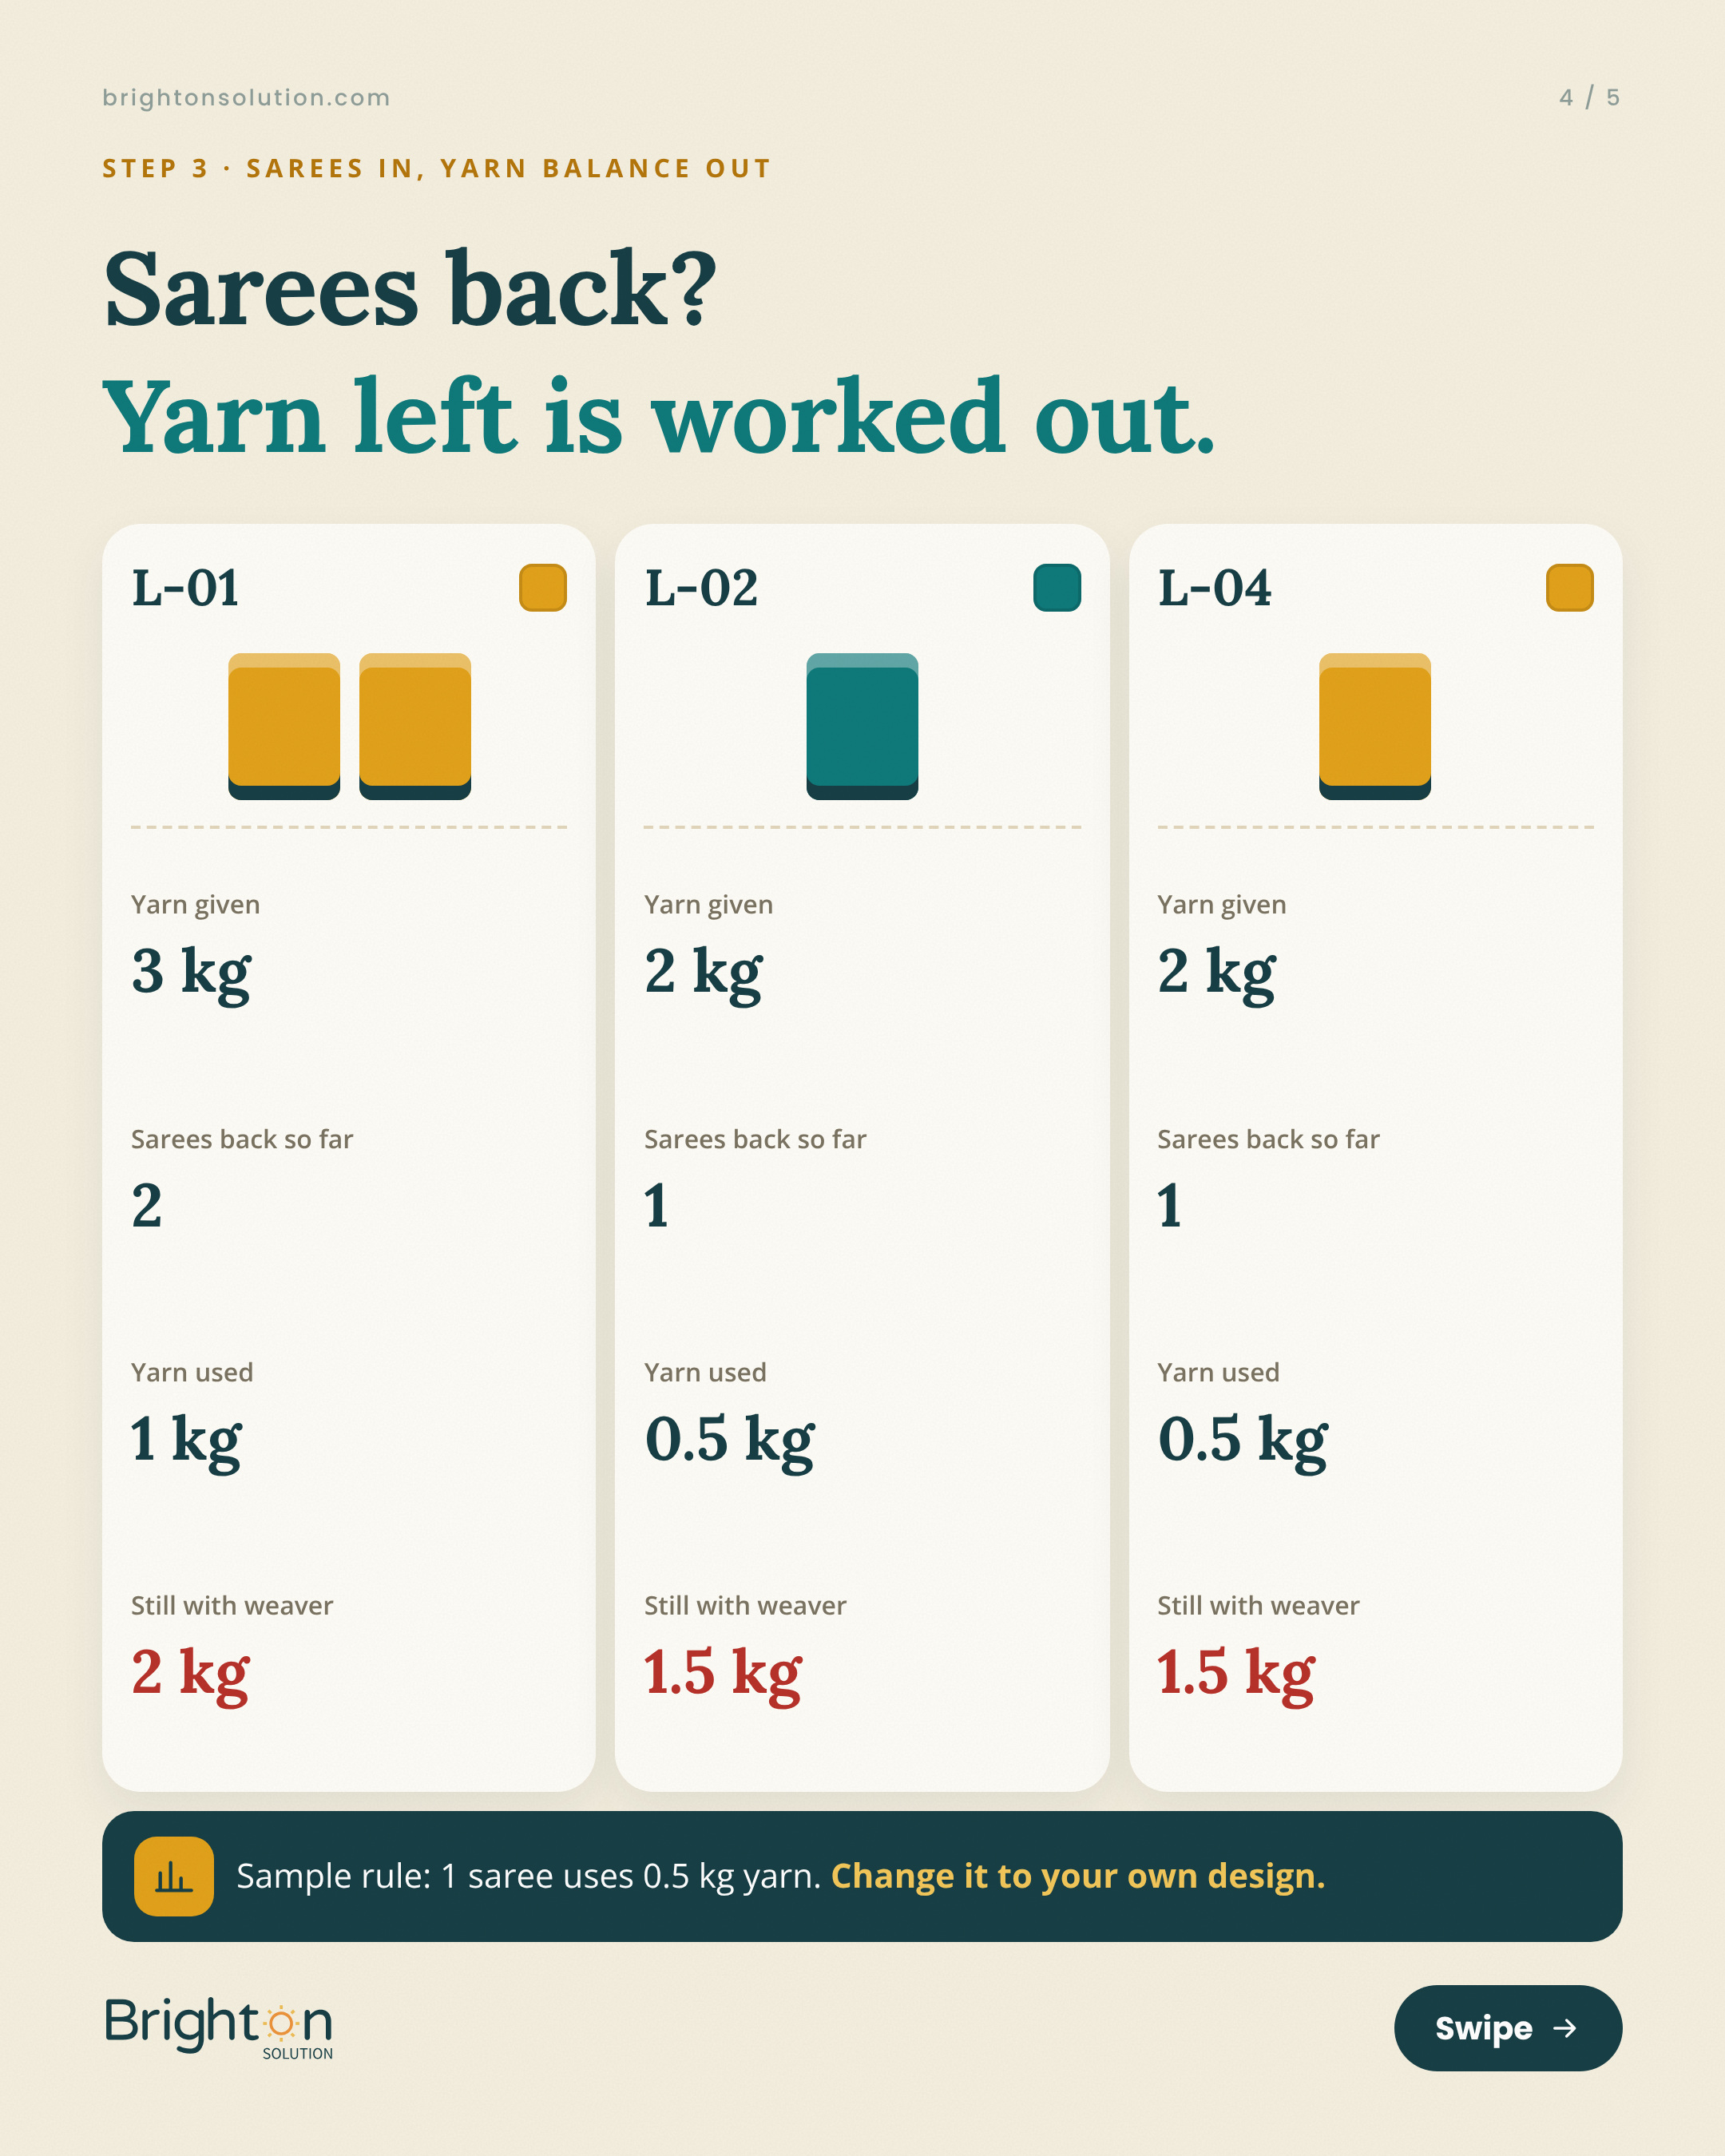 brightonsolution.com
4 / 5
STEP 3 · SAREES IN, YARN BALANCE OUT
Sarees back?
Yarn left is worked out.
L-01
Yarn given
3 kg
Sarees back so far
2
Yarn used
1 kg
Still with weaver
2 kg
L-02
Yarn given
2 kg
Sarees back so far
1
Yarn used
0.5 kg
Still with weaver
1.5 kg
L-04
Yarn given
2 kg
Sarees back so far
1
Yarn used
0.5 kg
Still with weaver
1.5 kg
Sample rule: 1 saree uses 0.5 kg yarn. Change it to your own design.
Brighton
SOLUTION
Swipe →